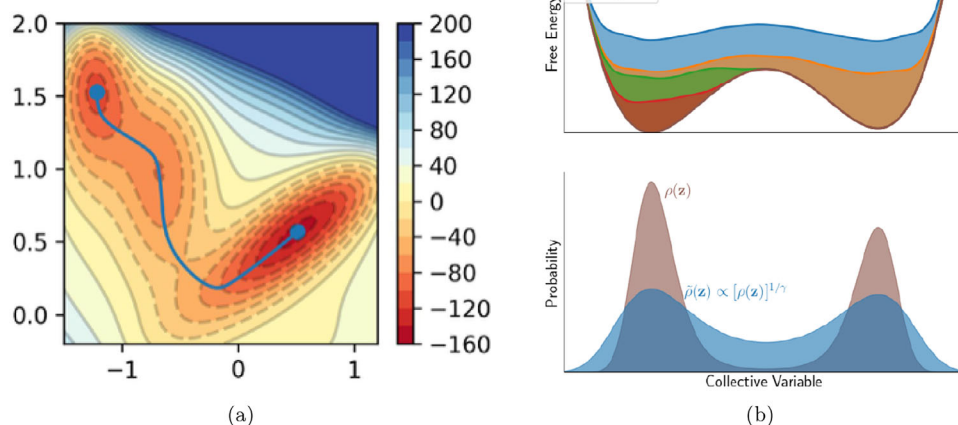 2.0
1.5
1.0
0.5
0.0
−1
0
1
200
160
120
80
40
0
−40
−80
−120
−160
(a)
Free Energy
Probability
ρ(z)
ρ̃(z) ∝ [ρ(z)]^{1/γ}
Collective Variable
(b)